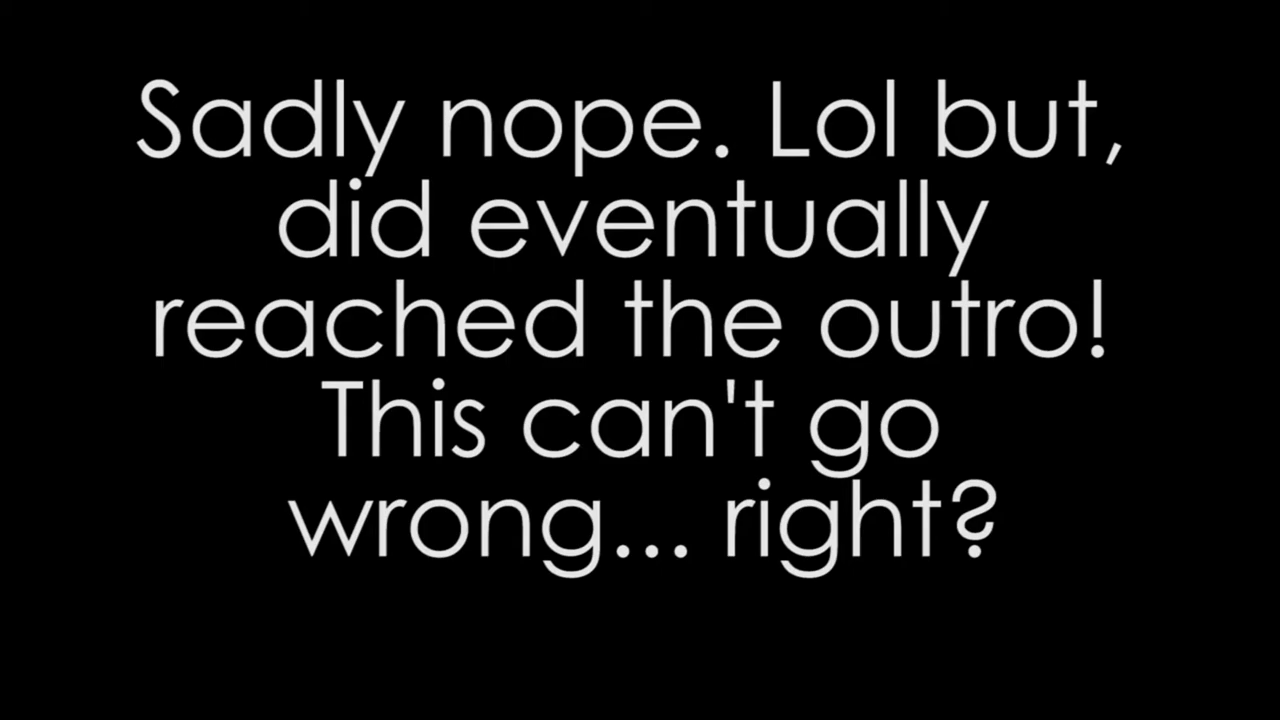 Sadly nope. Lol but,
did eventually
reached the outro!
This can't go
wrong... right?